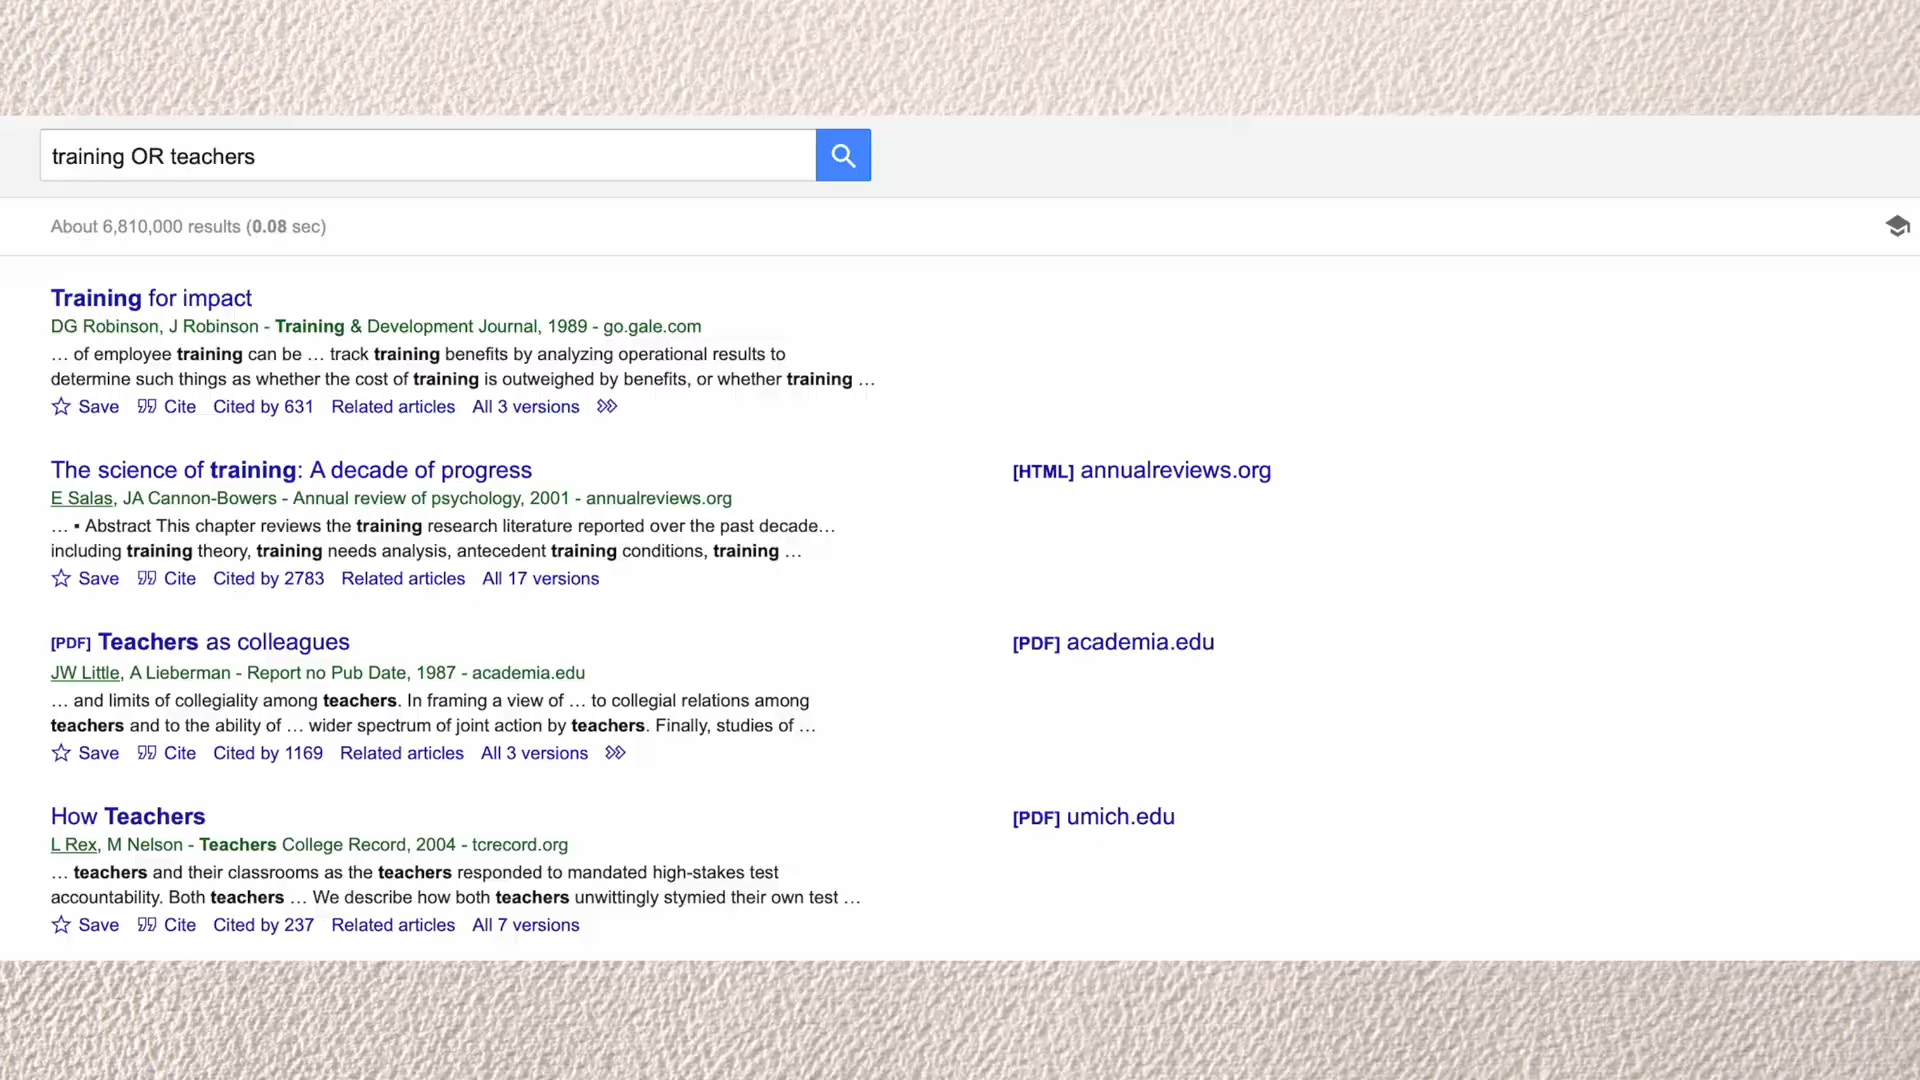 training OR teachers
About 6,810,000 results (0.08 sec)
Training for impact
DG Robinson, J Robinson - Training & Development Journal, 1989 - go.gale.com
… of employee training can be … track training benefits by analyzing operational results to
determine such things as whether the cost of training is outweighed by benefits, or whether training …
Save Cite Cited by 631 Related articles All 3 versions
The science of training: A decade of progress
[HTML] annualreviews.org
E Salas, JA Cannon-Bowers - Annual review of psychology, 2001 - annualreviews.org
… ▪ Abstract This chapter reviews the training research literature reported over the past decade…
including training theory, training needs analysis, antecedent training conditions, training …
Save Cite Cited by 2783 Related articles All 17 versions
[PDF] Teachers as colleagues
[PDF] academia.edu
JW Little, A Lieberman - Report no Pub Date, 1987 - academia.edu
… and limits of collegiality among teachers. In framing a view of … to collegial relations among
teachers and to the ability of … wider spectrum of joint action by teachers. Finally, studies of …
Save Cite Cited by 1169 Related articles All 3 versions
How Teachers
[PDF] umich.edu
L Rex, M Nelson - Teachers College Record, 2004 - tcrecord.org
… teachers and their classrooms as the teachers responded to mandated high-stakes test
accountability. Both teachers … We describe how both teachers unwittingly stymied their own test …
Save Cite Cited by 237 Related articles All 7 versions